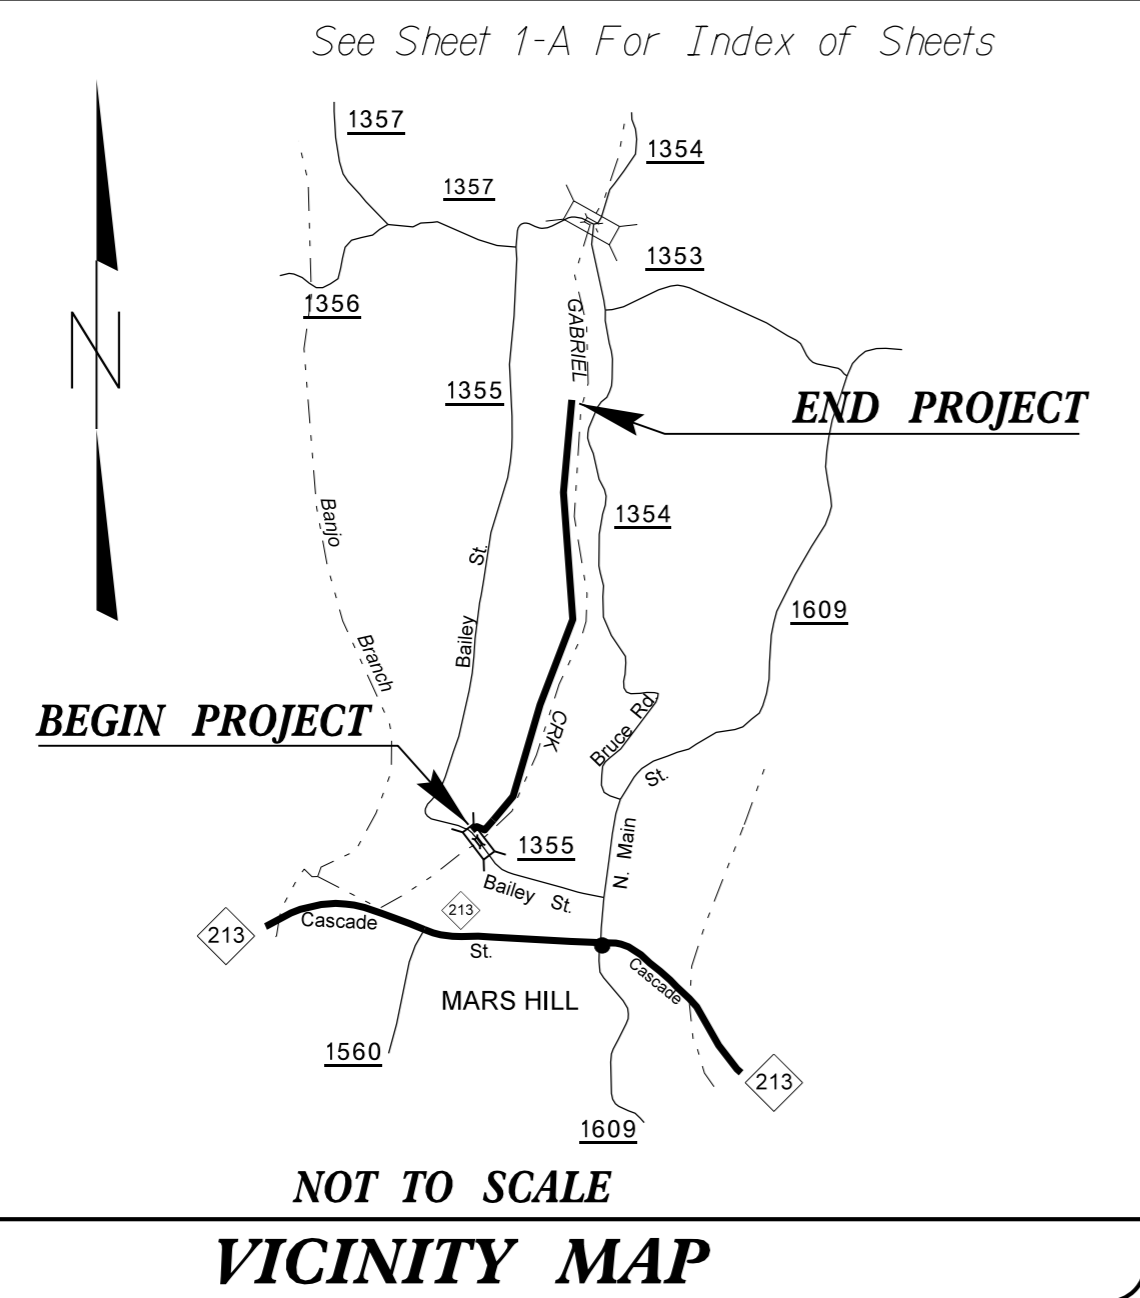 See Sheet 1-A For Index of Sheets
1357
1354
1357
1353
1356
GABRIEL
N
1355
END PROJECT
Banjo
1354
St.
1609
Bailey
Branch
BEGIN PROJECT
CRK
Bruce Rd.
St.
1355
N. Main
Bailey St.
213
Cascade
213
St.
Cascade
MARS HILL
1560
213
1609
NOT TO SCALE
VICINITY MAP